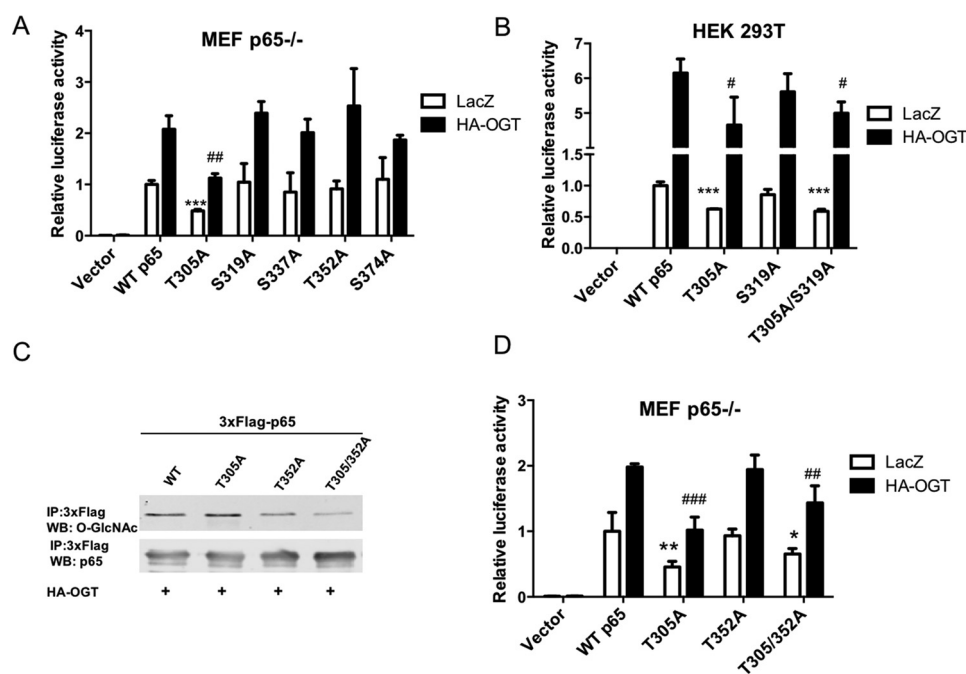 A
MEF p65-/-
Relative luciferase activity
4
3
2
1
0
LacZ
HA-OGT
##
***
Vector
WT p65
T305A
S319A
S337A
T352A
S374A
B
HEK 293T
Relative luciferase activity
7
6
5
1.5
1.0
0.5
0.0
LacZ
HA-OGT
#
#
***
***
Vector
WT p65
T305A
S319A
T305A/S319A
C
3xFlag-p65
WT
T305A
T352A
T305/352A
IP:3xFlag
WB: O-GlcNAc
IP:3xFlag
WB: p65
HA-OGT + + + +
D
MEF p65-/-
Relative luciferase activity
3
2
1
0
LacZ
HA-OGT
###
##
**
*
Vector
WT p65
T305A
T352A
T305/352A